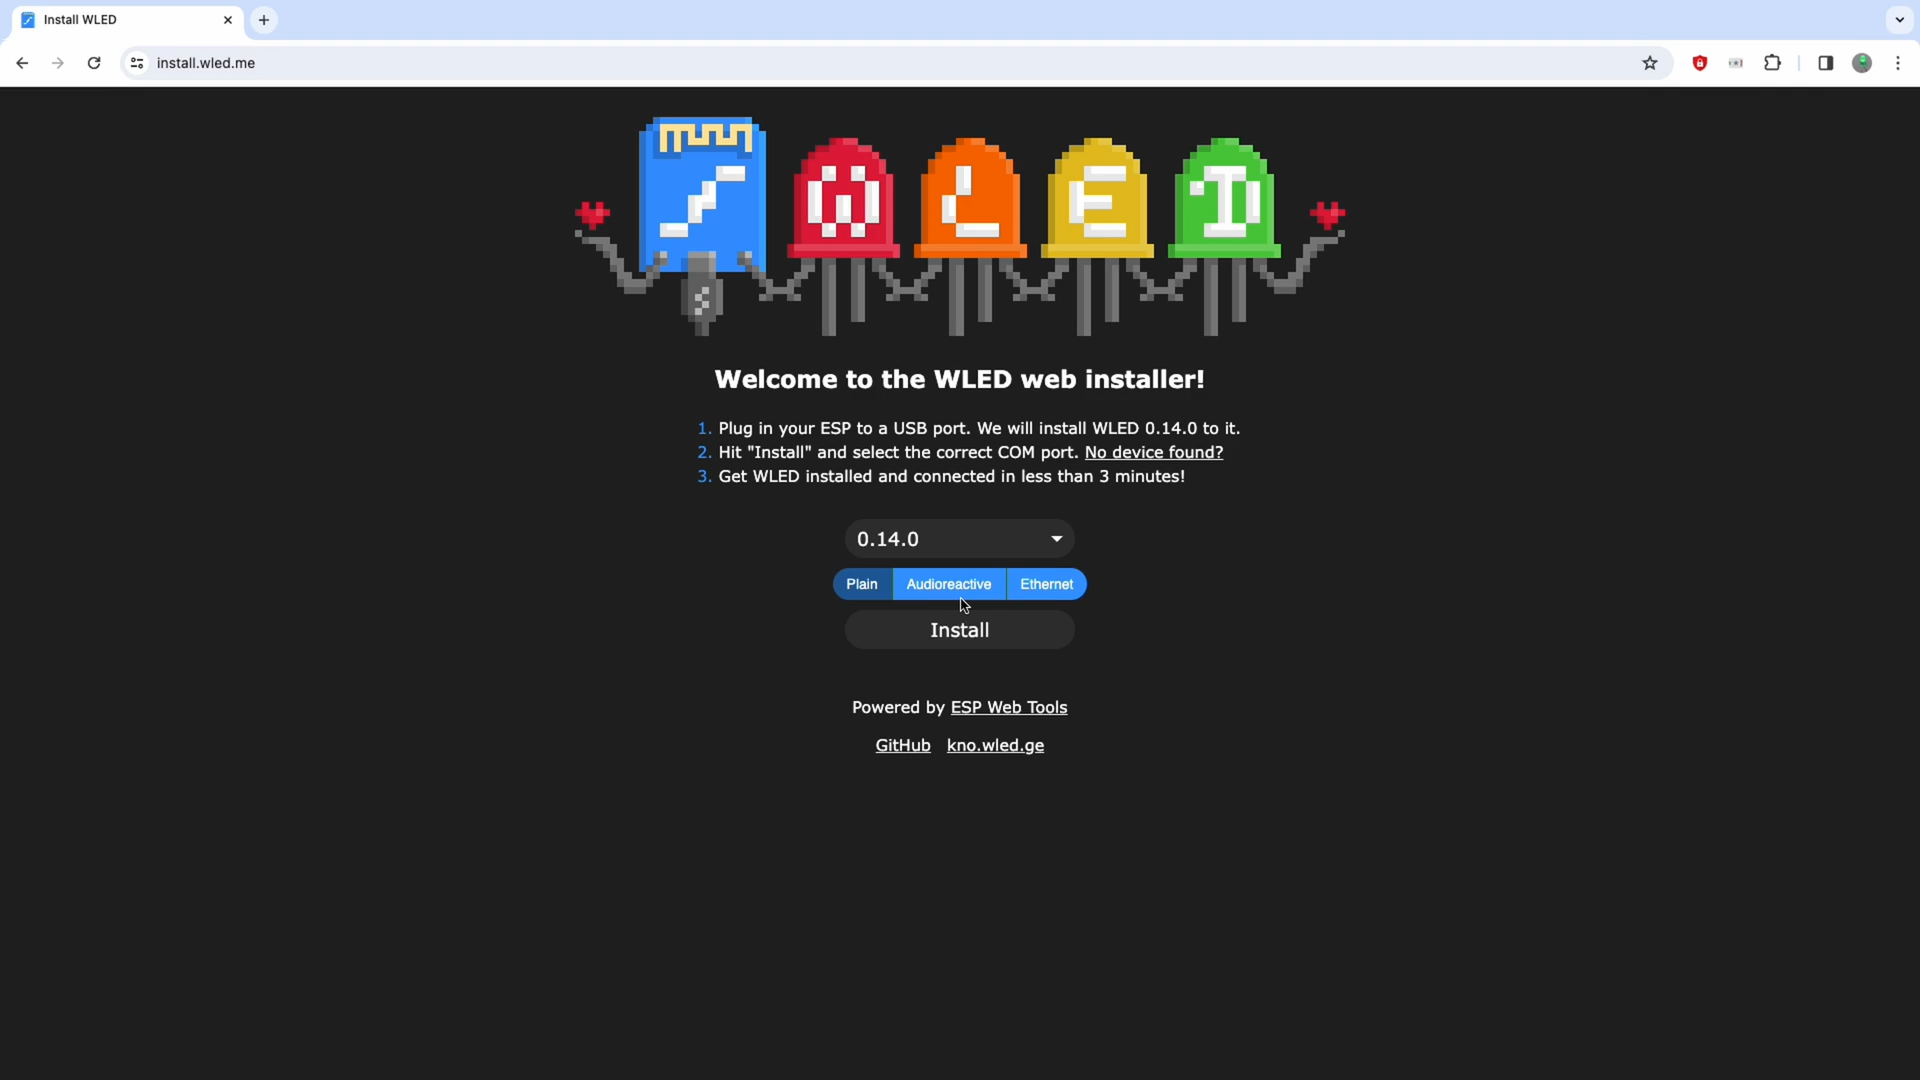 Install WLED
install.wled.me
WLED
Welcome to the WLED web installer!
1. Plug in your ESP to a USB port. We will install WLED 0.14.0 to it.
2. Hit "Install" and select the correct COM port. No device found?
3. Get WLED installed and connected in less than 3 minutes!
0.14.0
Plain Audioreactive Ethernet
Install
Powered by ESP Web Tools
GitHub kno.wled.ge